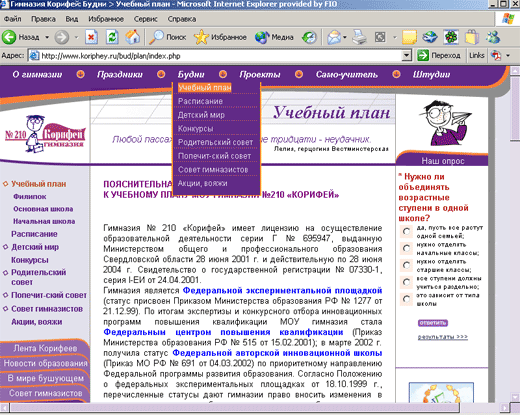 Гимназия Корифей: Будни > Учебный план - Microsoft Internet Explorer provided by FIO
Файл Правка Вид Избранное Сервис Справка
Назад Поиск Избранное Медиа
Адрес: http://www.koriphey.ru/bud/plan/index.php Переход Links
О гимназии Праздники Будни Проекты Само-учитель Штудии
Учебный план
Расписание
Детский мир
Конкурсы
Родительский совет
Попечит-ский совет
Совет гимназистов
Акции, вояжи
Учебный план
№ 210 Корифей
гимназия
Любой пасса тридцати - неудачник.
Лелия, герцогиня Вестминстерская
Учебный план
Филипок
Основная школа
Начальная школа
Расписание
Детский мир
Конкурсы
Родительский
совет
Попечит-ский совет
Совет гимназистов
Акции, вояжи
Лента Корифеев
Новости образования
В мире бушующем
Совет гимназистов
ПОЯСНИТЕЛЬНА
К УЧЕБНОМУ ПЛАНУ МОУ ГИМНАЗИЯ №210 «КОРИФЕЙ»
Гимназия № 210 «Корифей» имеет лицензию на осуществление
образовательной деятельности серии Г № 695947, выданную
Министерством общего и профессионального образования
Свердловской области 28 июня 2001 г. и действительную по 28 июня
2004 г. Свидетельство о государственной регистрации № 07330-1,
серия I-ЕИ от 24.04.2001.
Гимназия является Федеральной экспериментальной площадкой
(статус присвоен Приказом Министерства образования РФ № 1277 от
21.12.99). По итогам экспертизы и конкурсного отбора инновационных
программ повышения квалификации МОУ гимназия стала
Федеральным центром повышения квалификации (Приказ
Министерства образования РФ № 515 от 15.02.2001); в марте 2002 г.
получила статус Федеральной авторской инновационной школы
(Приказ МО РФ № 691 от 04.03.2002) по приоритетному направлению
Федеральной программы развития образования. Согласно Положению
о федеральных экспериментальных площадках от 18.10.1999 г.,
перечисленные статусы дают гимназии право вносить изменения в
Наш опрос
* Нужно ли
объединять
возрастные
ступени в одной
школе?
да, пусть все растут
одной семьей;
нужно отделять
начальные классы;
нужно отделять
старшие классы;
все ступени должны
учиться раздельно;
это зависит от типа
школы
ответить
результаты >>>